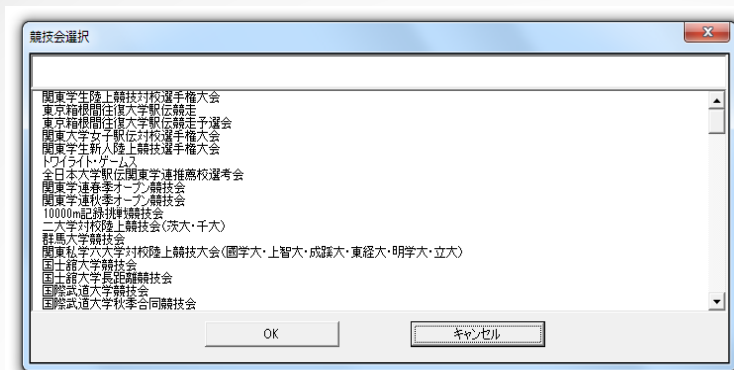 競技会選択
関東学生陸上競技対校選手権大会
東京箱根間往復大学駅伝競走
東京箱根間往復大学駅伝競走予選会
関東大学女子駅伝対校選手権大会
関東学生新人陸上競技選手権大会
トワイライト・ゲームス
全日本大学駅伝関東学連推薦校選考会
関東学連春季オープン競技会
関東学連秋季オープン競技会
10000m記録挑戦競技会
二大学対校陸上競技会(茨大・千大)
群馬大学競技会
関東私学六大学対校陸上競技大会(國学大・上智大・成蹊大・東経大・明学大・立大)
国士舘大学競技会
国士舘大学長距離競技会
国際武道大学競技会
国際武道大学秋季合同競技会
OK
キャンセル